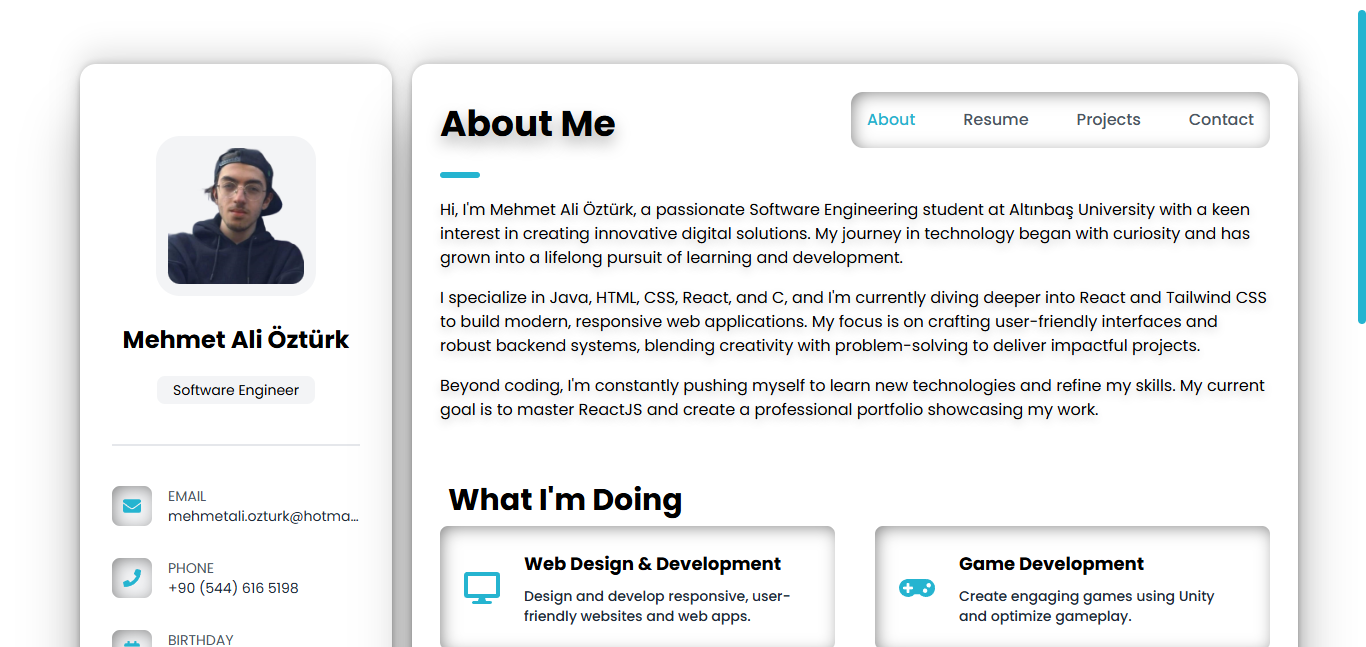 Mehmet Ali Öztürk
Software Engineer
EMAIL
mehmetali.ozturk@hotma...
PHONE
+90 (544) 616 5198
BIRTHDAY
About Me
About Resume Projects Contact
Hi, I'm Mehmet Ali Öztürk, a passionate Software Engineering student at Altınbaş University with a keen
interest in creating innovative digital solutions. My journey in technology began with curiosity and has
grown into a lifelong pursuit of learning and development.
I specialize in Java, HTML, CSS, React, and C, and I'm currently diving deeper into React and Tailwind CSS
to build modern, responsive web applications. My focus is on crafting user-friendly interfaces and
robust backend systems, blending creativity with problem-solving to deliver impactful projects.
Beyond coding, I'm constantly pushing myself to learn new technologies and refine my skills. My current
goal is to master ReactJS and create a professional portfolio showcasing my work.
What I'm Doing
Web Design & Development
Design and develop responsive, user-
friendly websites and web apps.
Game Development
Create engaging games using Unity
and optimize gameplay.